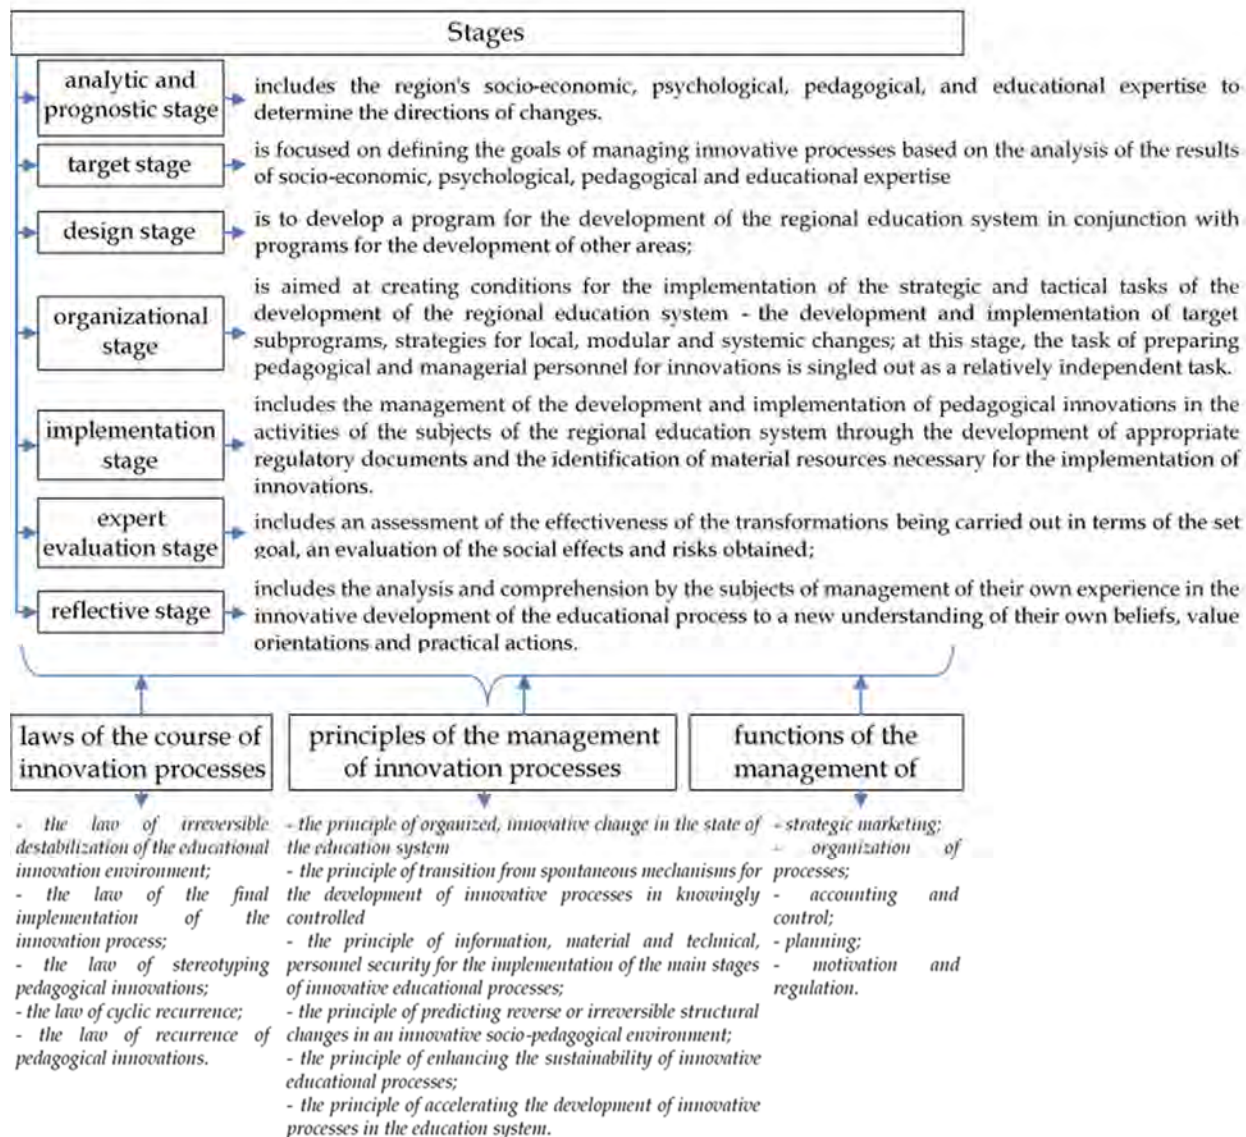 Stages
analytic and
prognostic stage
includes the region's socio-economic, psychological, pedagogical, and educational expertise to
determine the directions of changes.
target stage
is focused on defining the goals of managing innovative processes based on the analysis of the results
of socio-economic, psychological, pedagogical and educational expertise
design stage
is to develop a program for the development of the regional education system in conjunction with
programs for the development of other areas;
organizational
stage
is aimed at creating conditions for the implementation of the strategic and tactical tasks of the
development of the regional education system - the development and implementation of target
subprograms, strategies for local, modular and systemic changes; at this stage, the task of preparing
pedagogical and managerial personnel for innovations is singled out as a relatively independent task.
implementation
stage
includes the management of the development and implementation of pedagogical innovations in the
activities of the subjects of the regional education system through the development of appropriate
regulatory documents and the identification of material resources necessary for the implementation of
innovations.
expert
evaluation stage
includes an assessment of the effectiveness of the transformations being carried out in terms of the set
goal, an evaluation of the social effects and risks obtained;
reflective stage
includes the analysis and comprehension by the subjects of management of their own experience in the
innovative development of the educational process to a new understanding of their own beliefs, value
orientations and practical actions.
laws of the course of
innovation processes
- the law of irreversible
destabilization of the educational
innovation environment;
- the law of the final
implementation of the
innovation process;
- the law of stereotyping
pedagogical innovations;
- the law of cyclic recurrence;
- the law of recurrence of
pedagogical innovations.
principles of the management
of innovation processes
- the principle of organized, innovative change in the state of
the education system
- the principle of transition from spontaneous mechanisms for
the development of innovative processes in knowingly
controlled
- the principle of information, material and technical,
personnel security for the implementation of the main stages
of innovative educational processes;
- the principle of predicting reverse or irreversible structural
changes in an innovative socio-pedagogical environment;
- the principle of enhancing the sustainability of innovative
educational processes;
- the principle of accelerating the development of innovative
processes in the education system.
functions of the
management of
- strategic marketing;
- organization of
processes;
- accounting and
control;
- planning;
- motivation and
regulation.